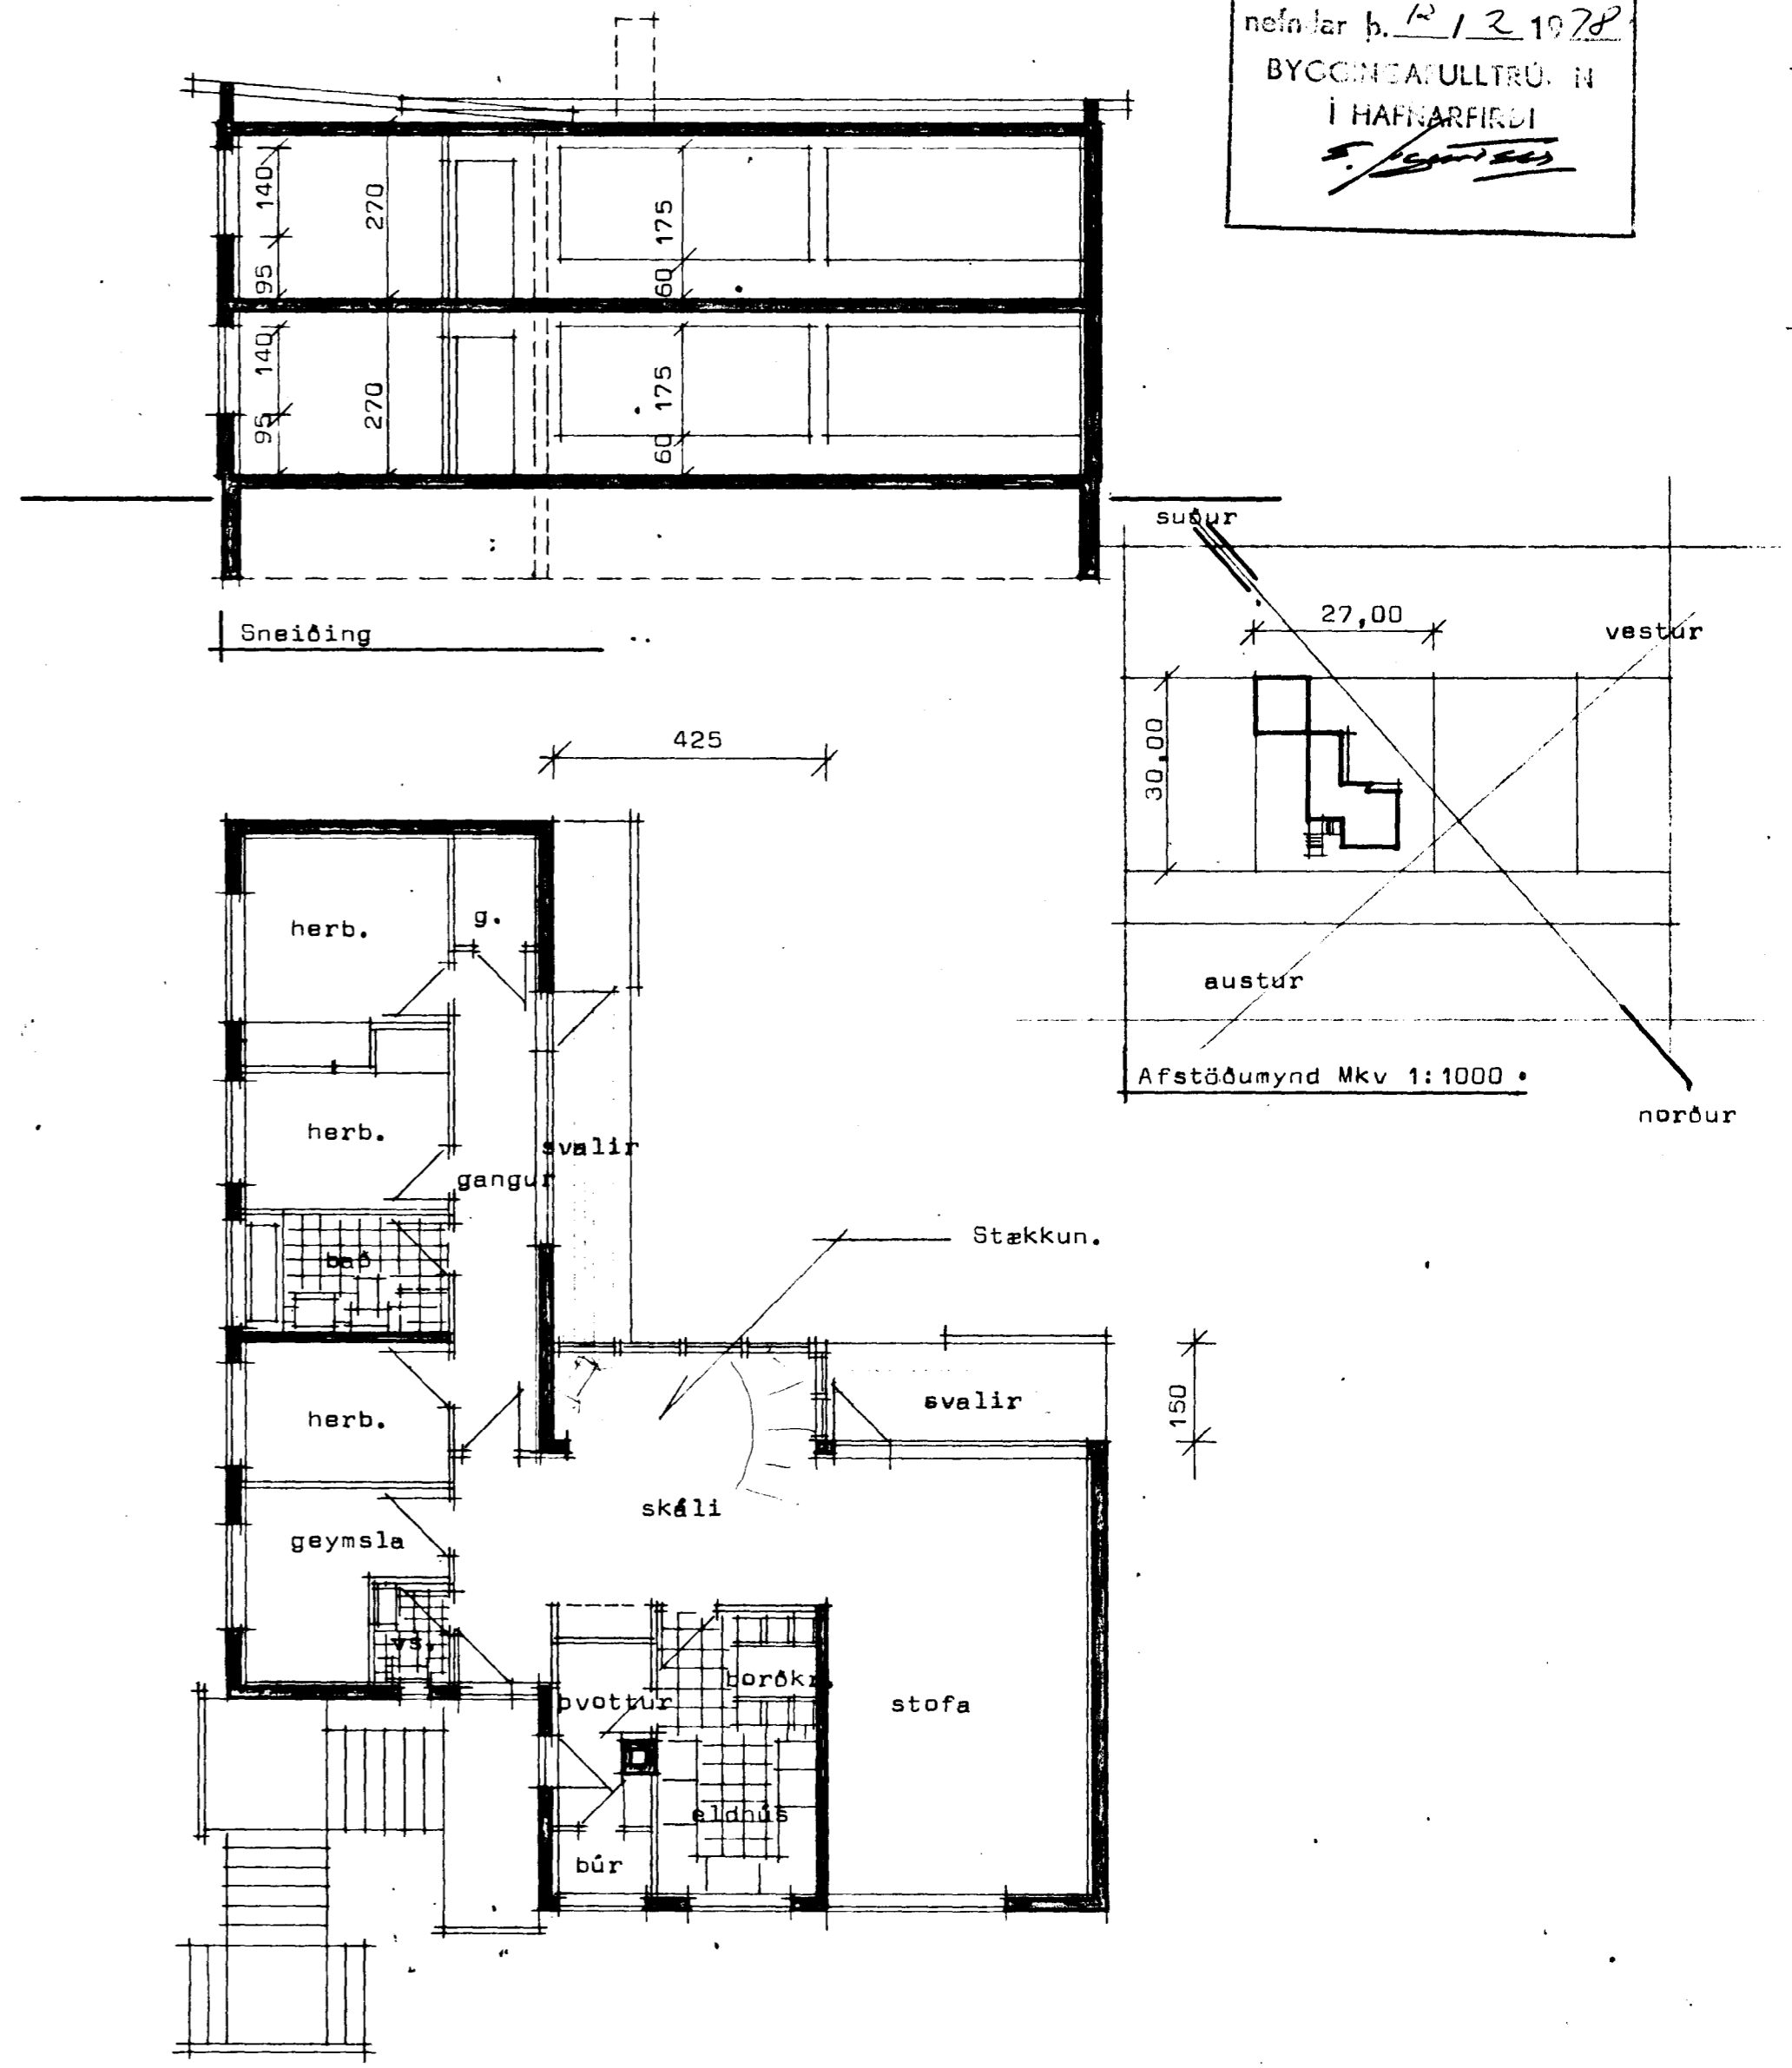 nefndar þ. 12 / 2 1978
BYGGINGAFULLTRÚINN
Í HAFNARFIRÐI
140
270
175
95
60
140
270
175
95
60
Sneiðing
suður
27,00
vestur
30,00
austur
Afstöðumynd Mkv 1:1000
norður
425
herb.
g.
herb.
svalir
gangur
bað
Stækkun.
herb.
svalir
150
skáli
geymsla
vs.
borðkr.
þvottur
stofa
eldhús
búr